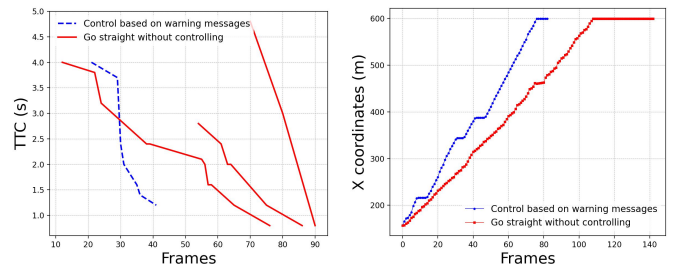 5.0
4.5
4.0
3.5
3.0
2.5
2.0
1.5
1.0
TTC (s)
Control based on warning messages
Go straight without controlling
10 20 30 40 50 60 70 80 90
Frames
600
500
400
300
200
X coordinates (m)
Control based on warning messages
Go straight without controlling
0 20 40 60 80 100 120 140
Frames